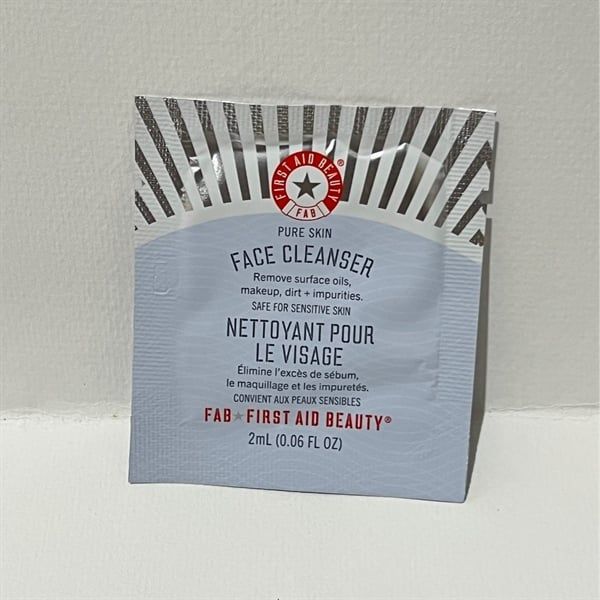 FIRST AID BEAUTY®
FAB
PURE SKIN
FACE CLEANSER
Remove surface oils,
makeup, dirt + impurities.
SAFE FOR SENSITIVE SKIN
NETTOYANT POUR
LE VISAGE
Élimine l'excès de sébum,
le maquillage et les impuretés.
CONVIENT AUX PEAUX SENSIBLES
FAB★FIRST AID BEAUTY®
2mL (0.06 FL OZ)